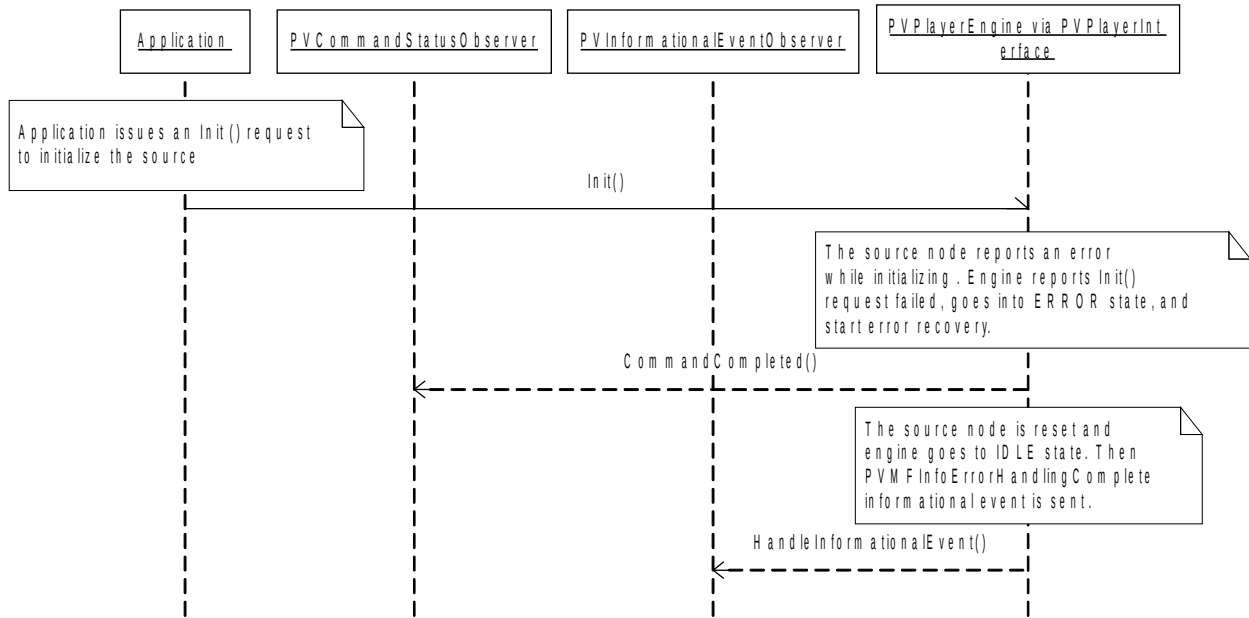 Application
PVCommandStatusObserver
PVInformationalEventObserver
PVPlayerEngine via PVPlayerInt
erface
Application issues an Init() request
to initialize the source
Init()
The source node reports an error
while initializing. Engine reports Init()
request failed, goes into ERROR state, and
start error recovery.
CommandCompleted()
The source node is reset and
engine goes to IDLE state. Then
PVMFInfoErrorHandlingComplete
informational event is sent.
HandleInformationalEvent()